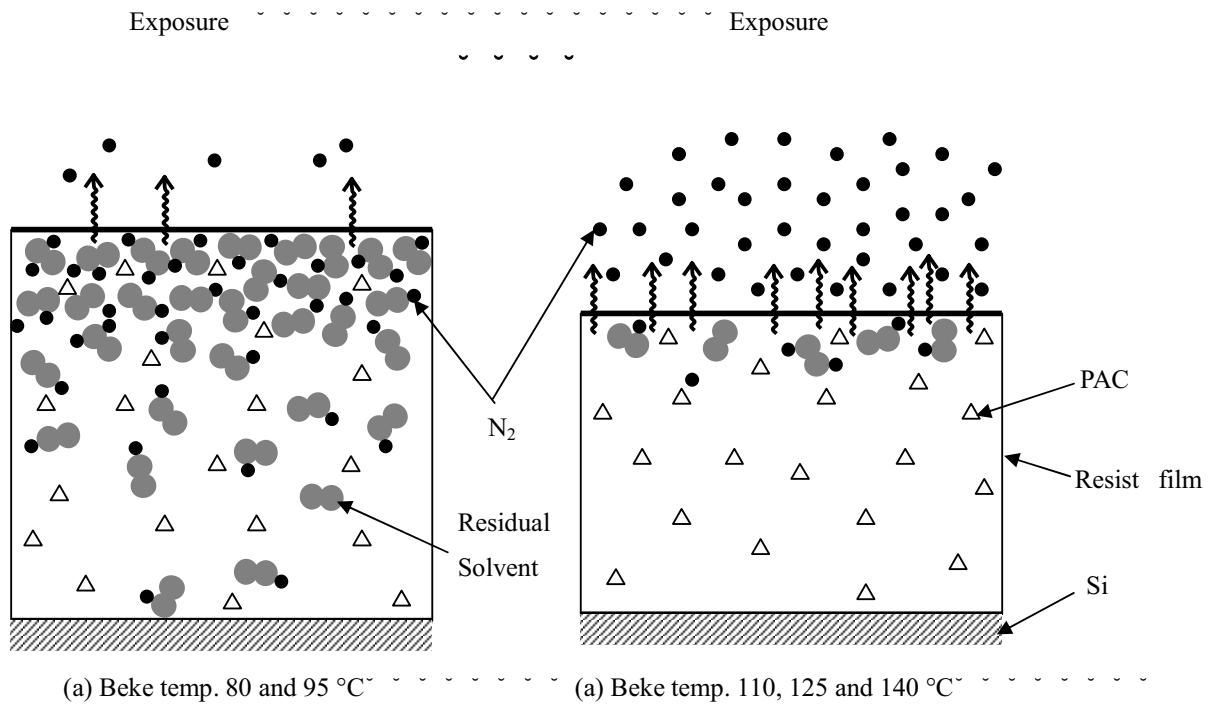 Exposure Exposure
N₂
PAC
Resist film
Residual
Solvent
Si
(a) Beke temp. 80 and 95 °C (a) Beke temp. 110, 125 and 140 °C